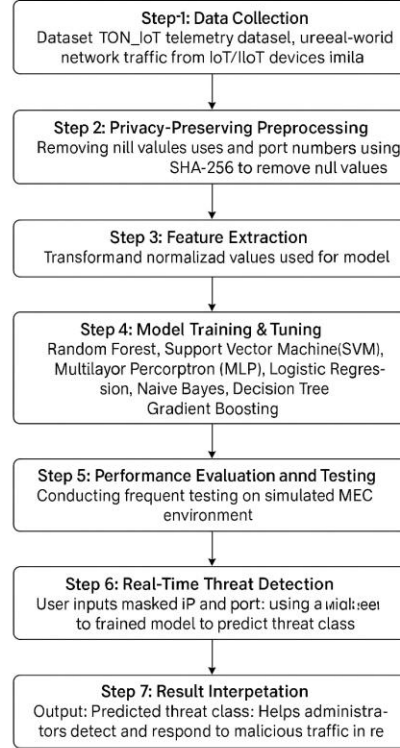 Step-1: Data Collection
Dataset TON_IoT telemetry datasel, ureeal-world
network traffic from IoT/IIoT devices imila
Step 2: Privacy-Preserving Preprocessing
Removing nill valules uses and port numbers using
SHA-256 to remove null values
Step 3: Feature Extraction
Transformand normalizad values used for model
Step 4: Model Training & Tuning
Random Forest, Support Vector Machine(SVM),
Multilayor Percorptron (MLP), Logistic Regres-
sion, Naive Bayes, Decision Tree
Gradient Boosting
Step 5: Performance Evaluation annd Testing
Conducting frequent testing on simulated MEC
environment
Step 6: Real-Time Threat Detection
User inputs masked iP and port: using a
to trained model to predict threat class
Step 7: Result Interpetation
Output: Predicted threat class: Helps administra-
tors detect and respond to malicious traffic in re